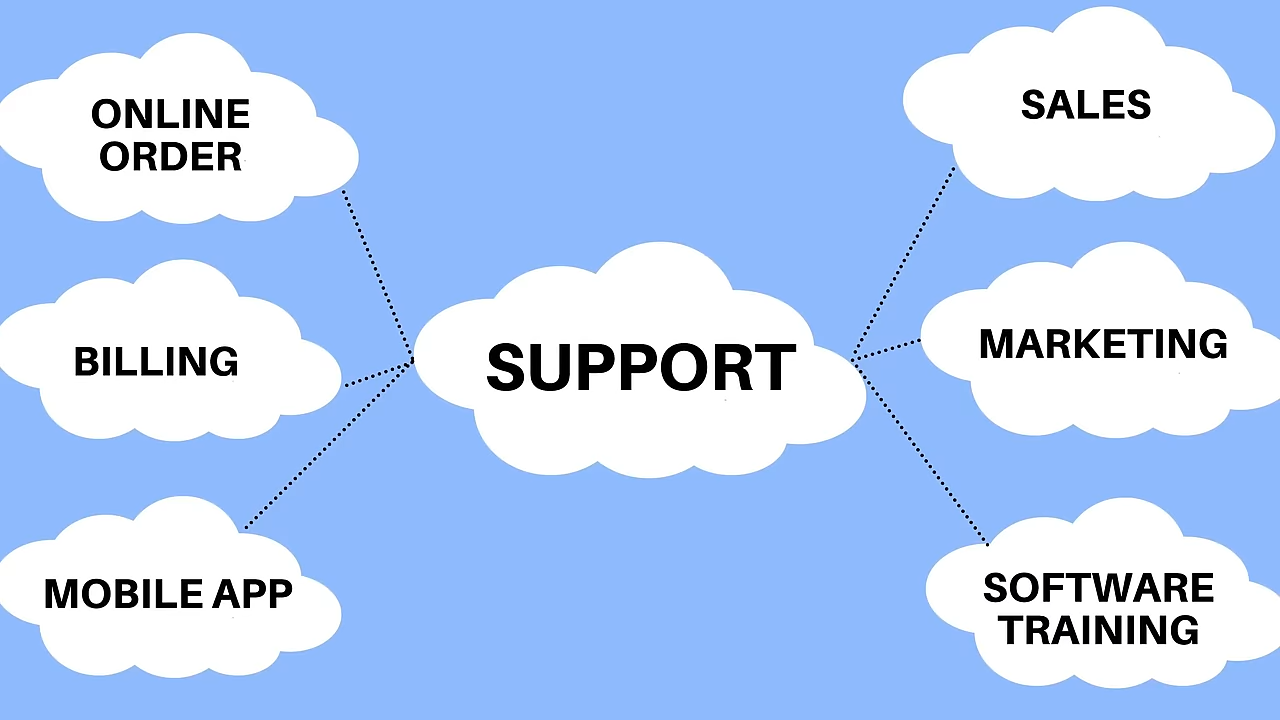 ONLINE
ORDER
BILLING
MOBILE APP
SUPPORT
SALES
MARKETING
SOFTWARE
TRAINING